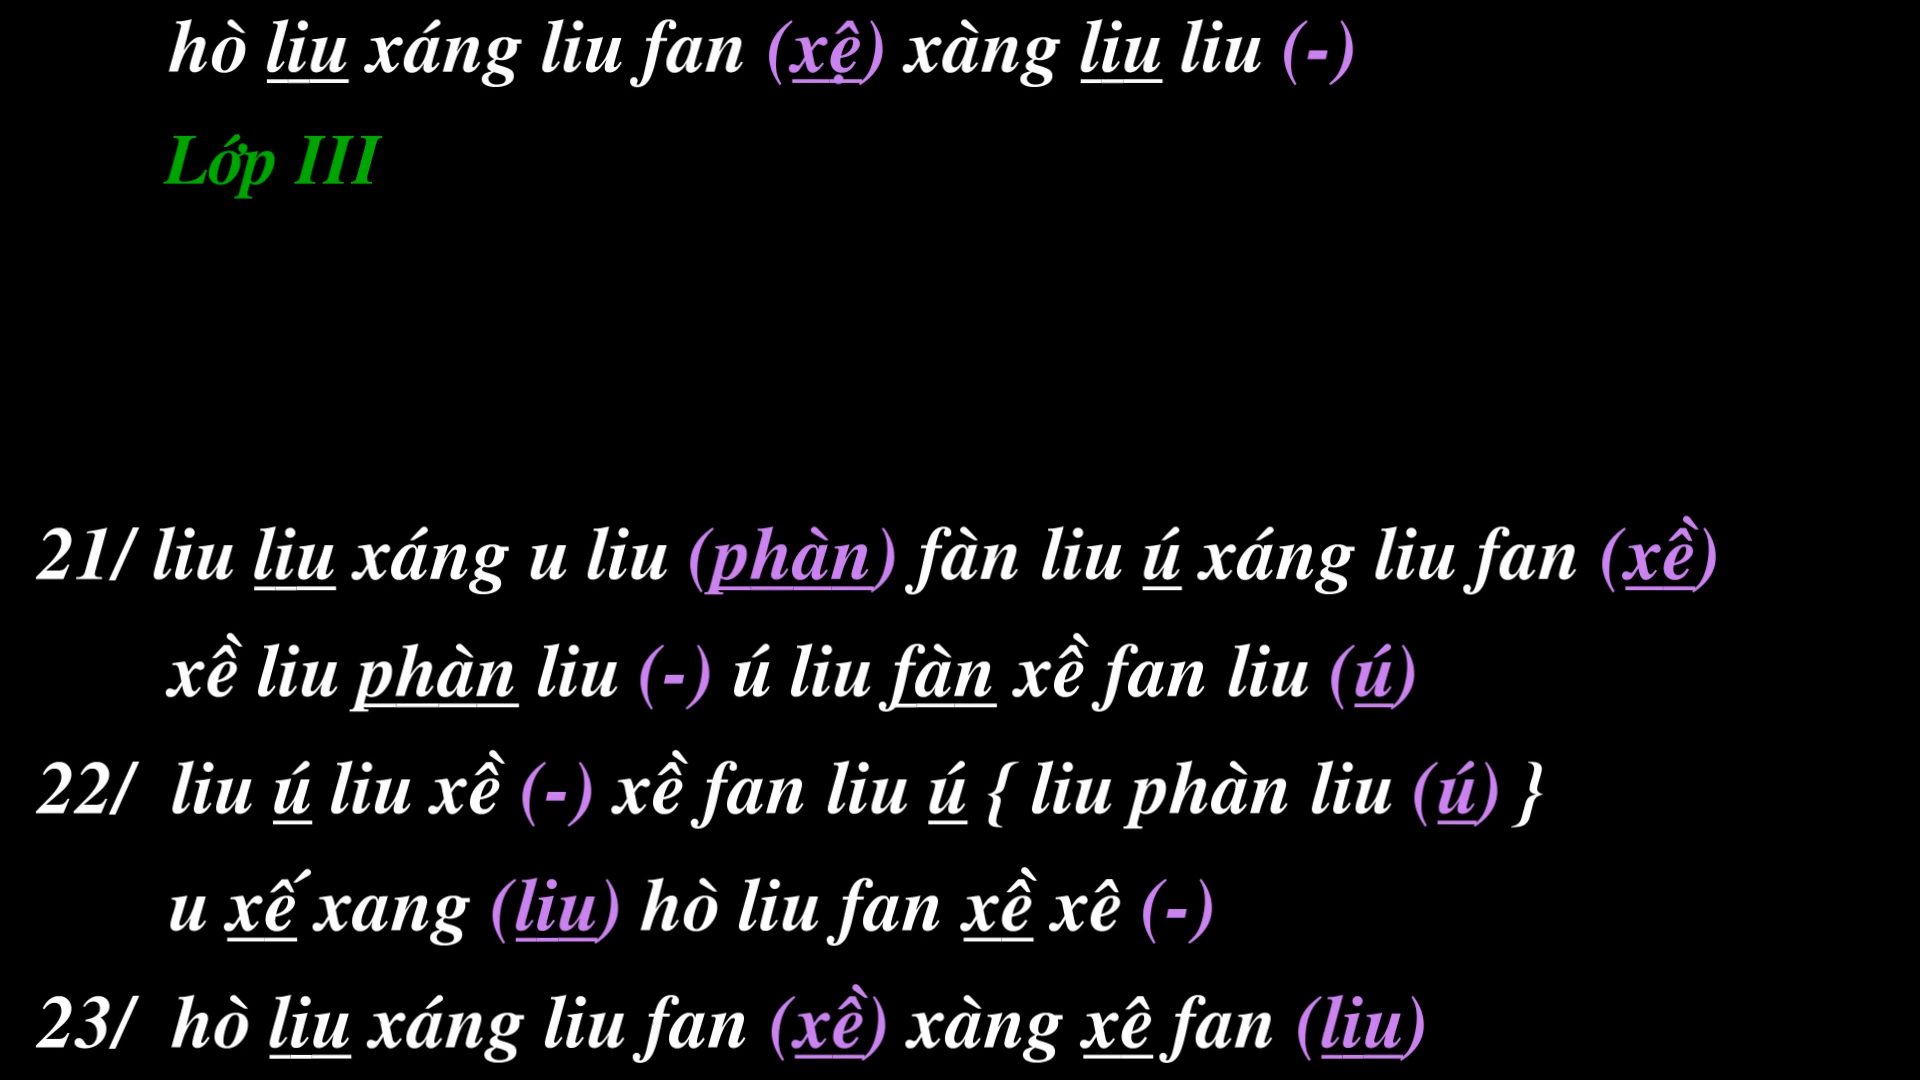 hò liu xáng liu fan (xệ) xàng liu liu (-)
Lớp III
21/ liu liu xáng u liu (phàn) fàn liu ú xáng liu fan (xề)
xề liu phàn liu (-) ú liu fàn xề fan liu (ú)
22/ liu ú liu xề (-) xề fan liu ú { liu phàn liu (ú) }
u xế xang (liu) hò liu fan xề xê (-)
23/ hò liu xáng liu fan (xề) xàng xê fan (liu)